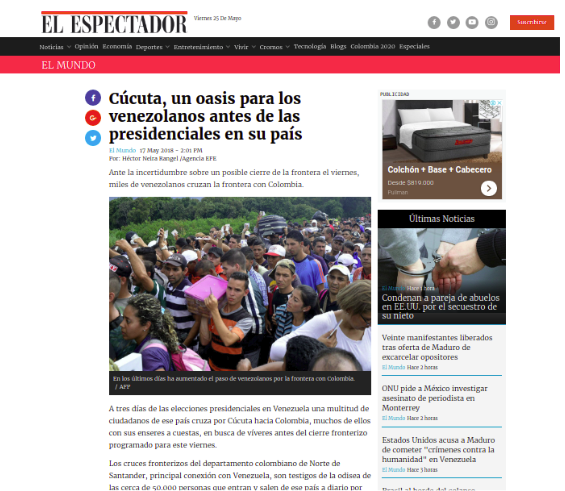 EL ESPECTADOR
Viernes 25 De Mayo
Suscribirse
Noticias Opinión Economía Deportes Entretenimiento Vivir Cromos Tecnología Blogs Colombia 2020 Especiales
EL MUNDO
Cúcuta, un oasis para los
venezolanos antes de las
presidenciales en su país
El Mundo 17 May 2018 - 2:01 PM
Por: Héctor Neira Rangel /Agencia EFE
Ante la incertidumbre sobre un posible cierre de la frontera el viernes,
miles de venezolanos cruzan la frontera con Colombia.
En los últimos días ha aumentado el paso de venezolanos por la frontera con Colombia.
/ AFP
A tres días de las elecciones presidenciales en Venezuela una multitud de
ciudadanos de ese país cruza por Cúcuta hacia Colombia, muchos de ellos
con sus enseres a cuestas, en busca de víveres antes del cierre fronterizo
programado para este viernes.
Los cruces fronterizos del departamento colombiano de Norte de
Santander, principal conexión con Venezuela, son testigos de la odisea de
las cerca de 50.000 personas que entran y salen de ese país a diario por
PUBLICIDAD
Colchón + Base + Cabecero
Desde $819.000
Pullman
Últimas Noticias
El Mundo Hace 1 hora
Condenan a pareja de abuelos
en EE.UU. por el secuestro de
su nieto
Veinte manifestantes liberados
tras oferta de Maduro de
excarcelar opositores
El Mundo Hace 2 horas
ONU pide a México investigar
asesinato de periodista en
Monterrey
El Mundo Hace 2 horas
Estados Unidos acusa a Maduro
de cometer "crímenes contra la
humanidad" en Venezuela
El Mundo Hace 3 horas